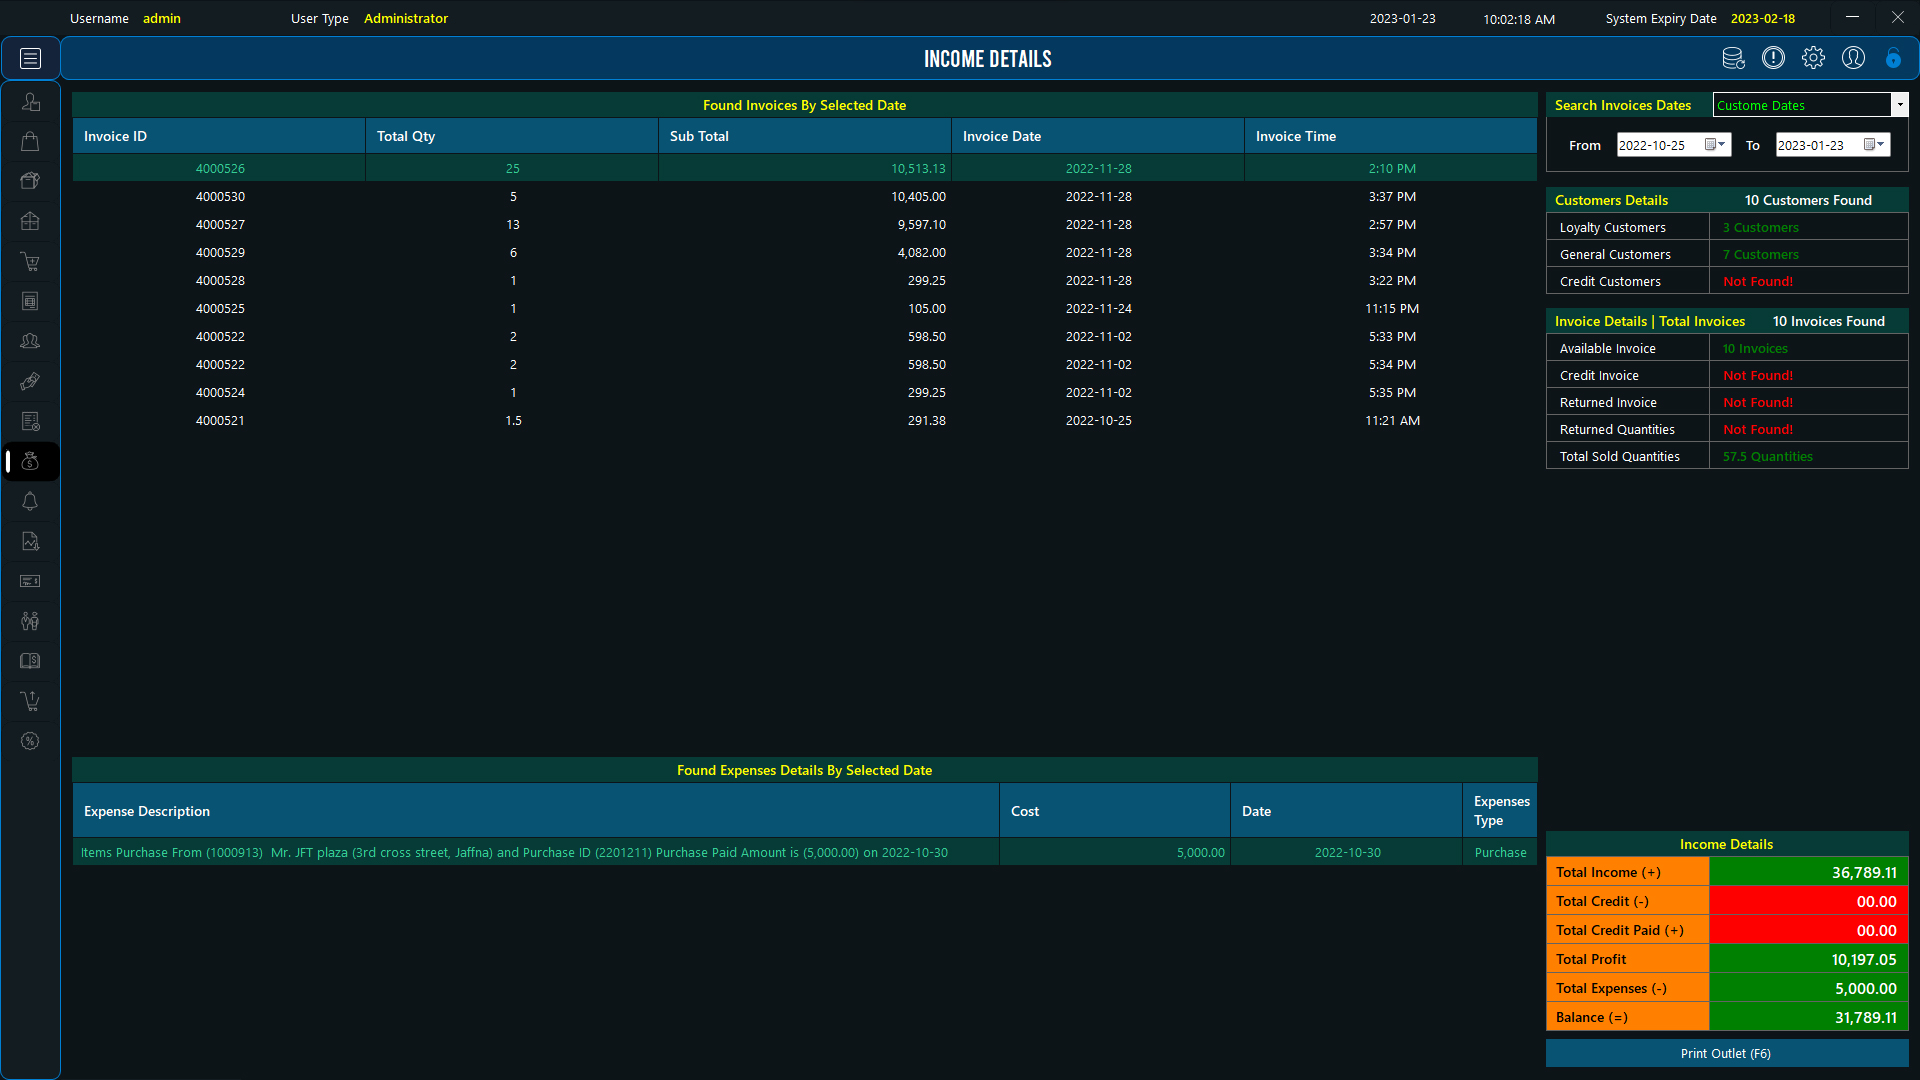 Username admin User Type Administrator 2023-01-23 10:02:18 AM System Expiry Date 2023-02-18
INCOME DETAILS
Found Invoices By Selected Date
Invoice ID Total Qty Sub Total Invoice Date Invoice Time
4000526 25 10,513.13 2022-11-28 2:10 PM
4000530 5 10,405.00 2022-11-28 3:37 PM
4000527 13 9,597.10 2022-11-28 2:57 PM
4000529 6 4,082.00 2022-11-28 3:34 PM
4000528 1 299.25 2022-11-28 3:22 PM
4000525 1 105.00 2022-11-24 11:15 PM
4000522 2 598.50 2022-11-02 5:33 PM
4000522 2 598.50 2022-11-02 5:34 PM
4000524 1 299.25 2022-11-02 5:35 PM
4000521 1.5 291.38 2022-10-25 11:21 AM
Search Invoices Dates Custome Dates
From 2022-10-25 To 2023-01-23
Customers Details 10 Customers Found
Loyalty Customers 3 Customers
General Customers 7 Customers
Credit Customers Not Found!
Invoice Details | Total Invoices 10 Invoices Found
Available Invoice 10 Invoices
Credit Invoice Not Found!
Returned Invoice Not Found!
Returned Quantities Not Found!
Total Sold Quantities 57.5 Quantities
Found Expenses Details By Selected Date
Expense Description Cost Date Expenses Type
Items Purchase From (1000913) Mr. JFT plaza (3rd cross street, Jaffna) and Purchase ID (2201211) Purchase Paid Amount is (5,000.00) on 2022-10-30 5,000.00 2022-10-30 Purchase
Income Details
Total Income (+) 36,789.11
Total Credit (-) 00.00
Total Credit Paid (+) 00.00
Total Profit 10,197.05
Total Expenses (-) 5,000.00
Balance (=) 31,789.11
Print Outlet (F6)